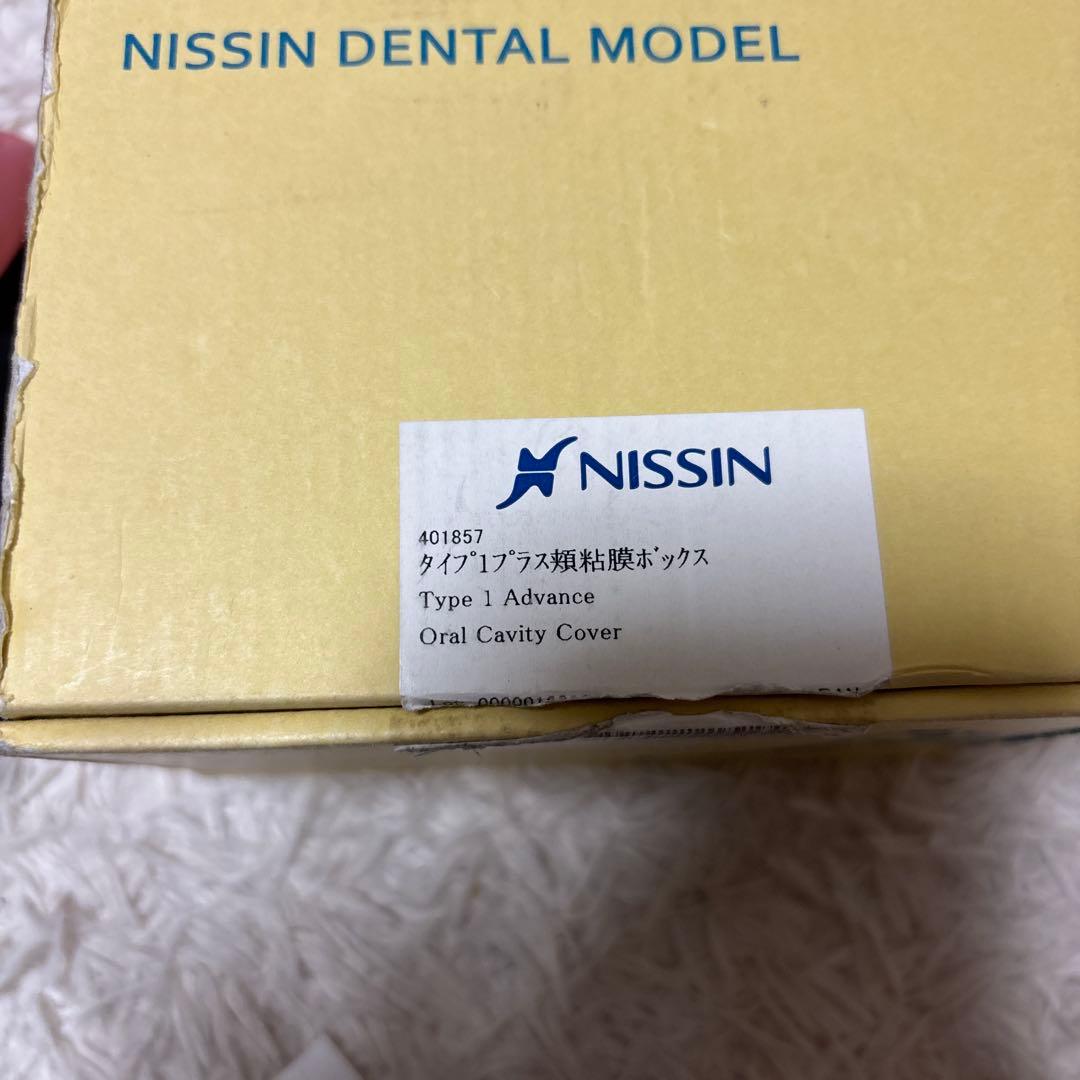 NISSIN DENTAL MODEL
NISSIN
401857
タイプ1プラス頬粘膜ボックス
Type 1 Advance
Oral Cavity Cover